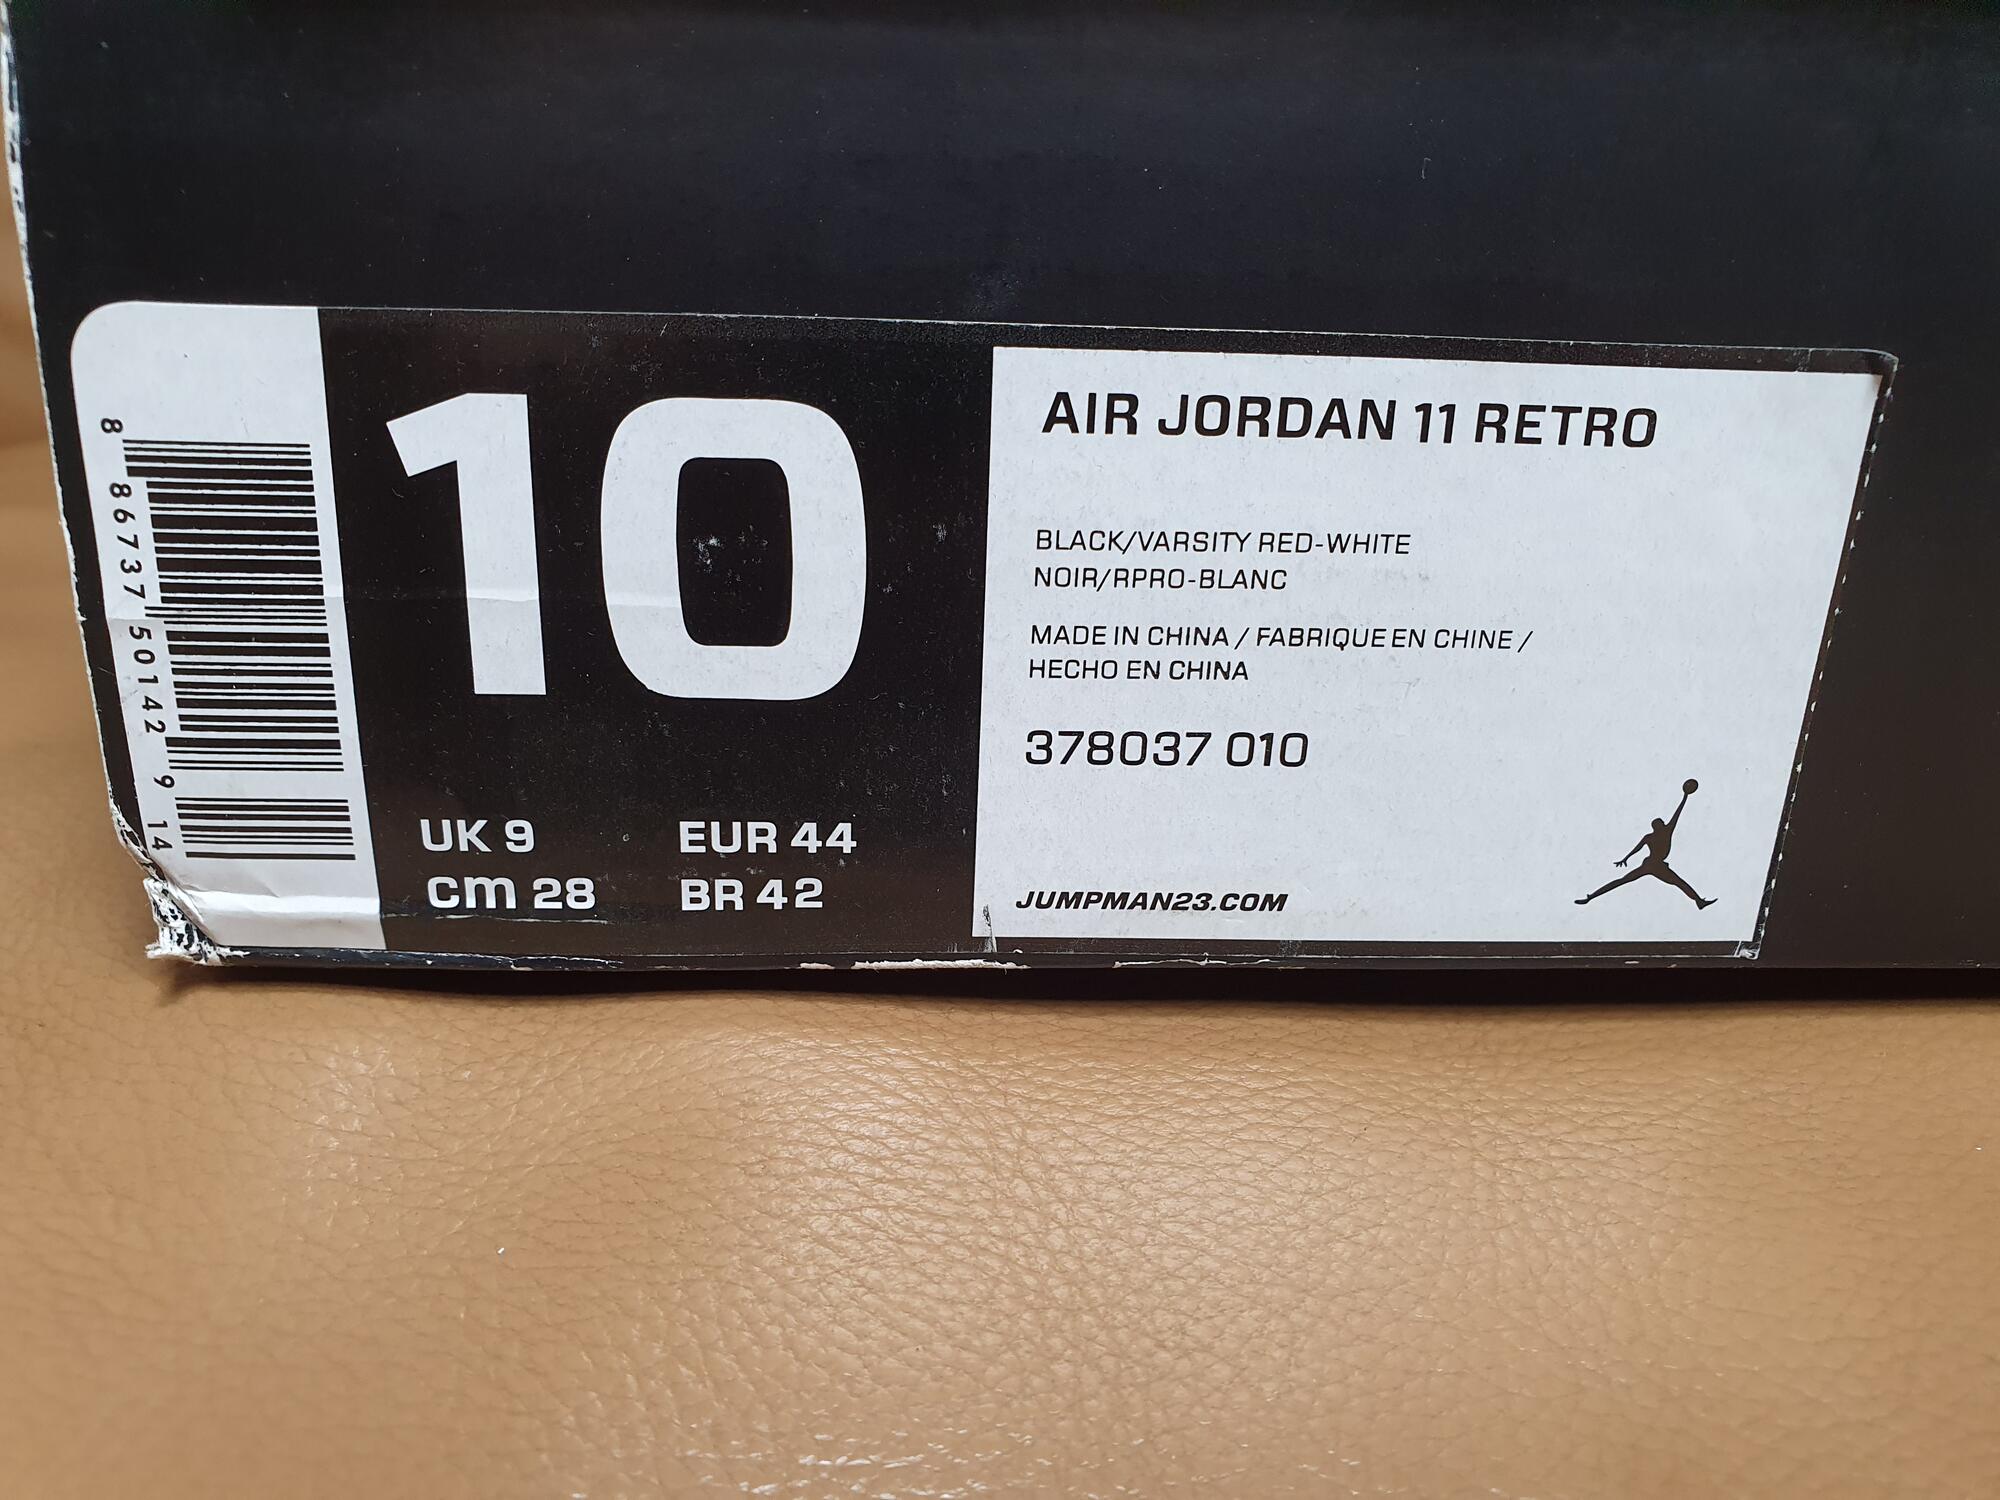 8 86737 50142 9 14
10
UK 9 EUR 44
cm 28 BR 42
AIR JORDAN 11 RETRO
BLACK/VARSITY RED-WHITE
NOIR/RPRO-BLANC
MADE IN CHINA / FABRIQUE EN CHINE /
HECHO EN CHINA
378037 010
JUMPMAN23.COM